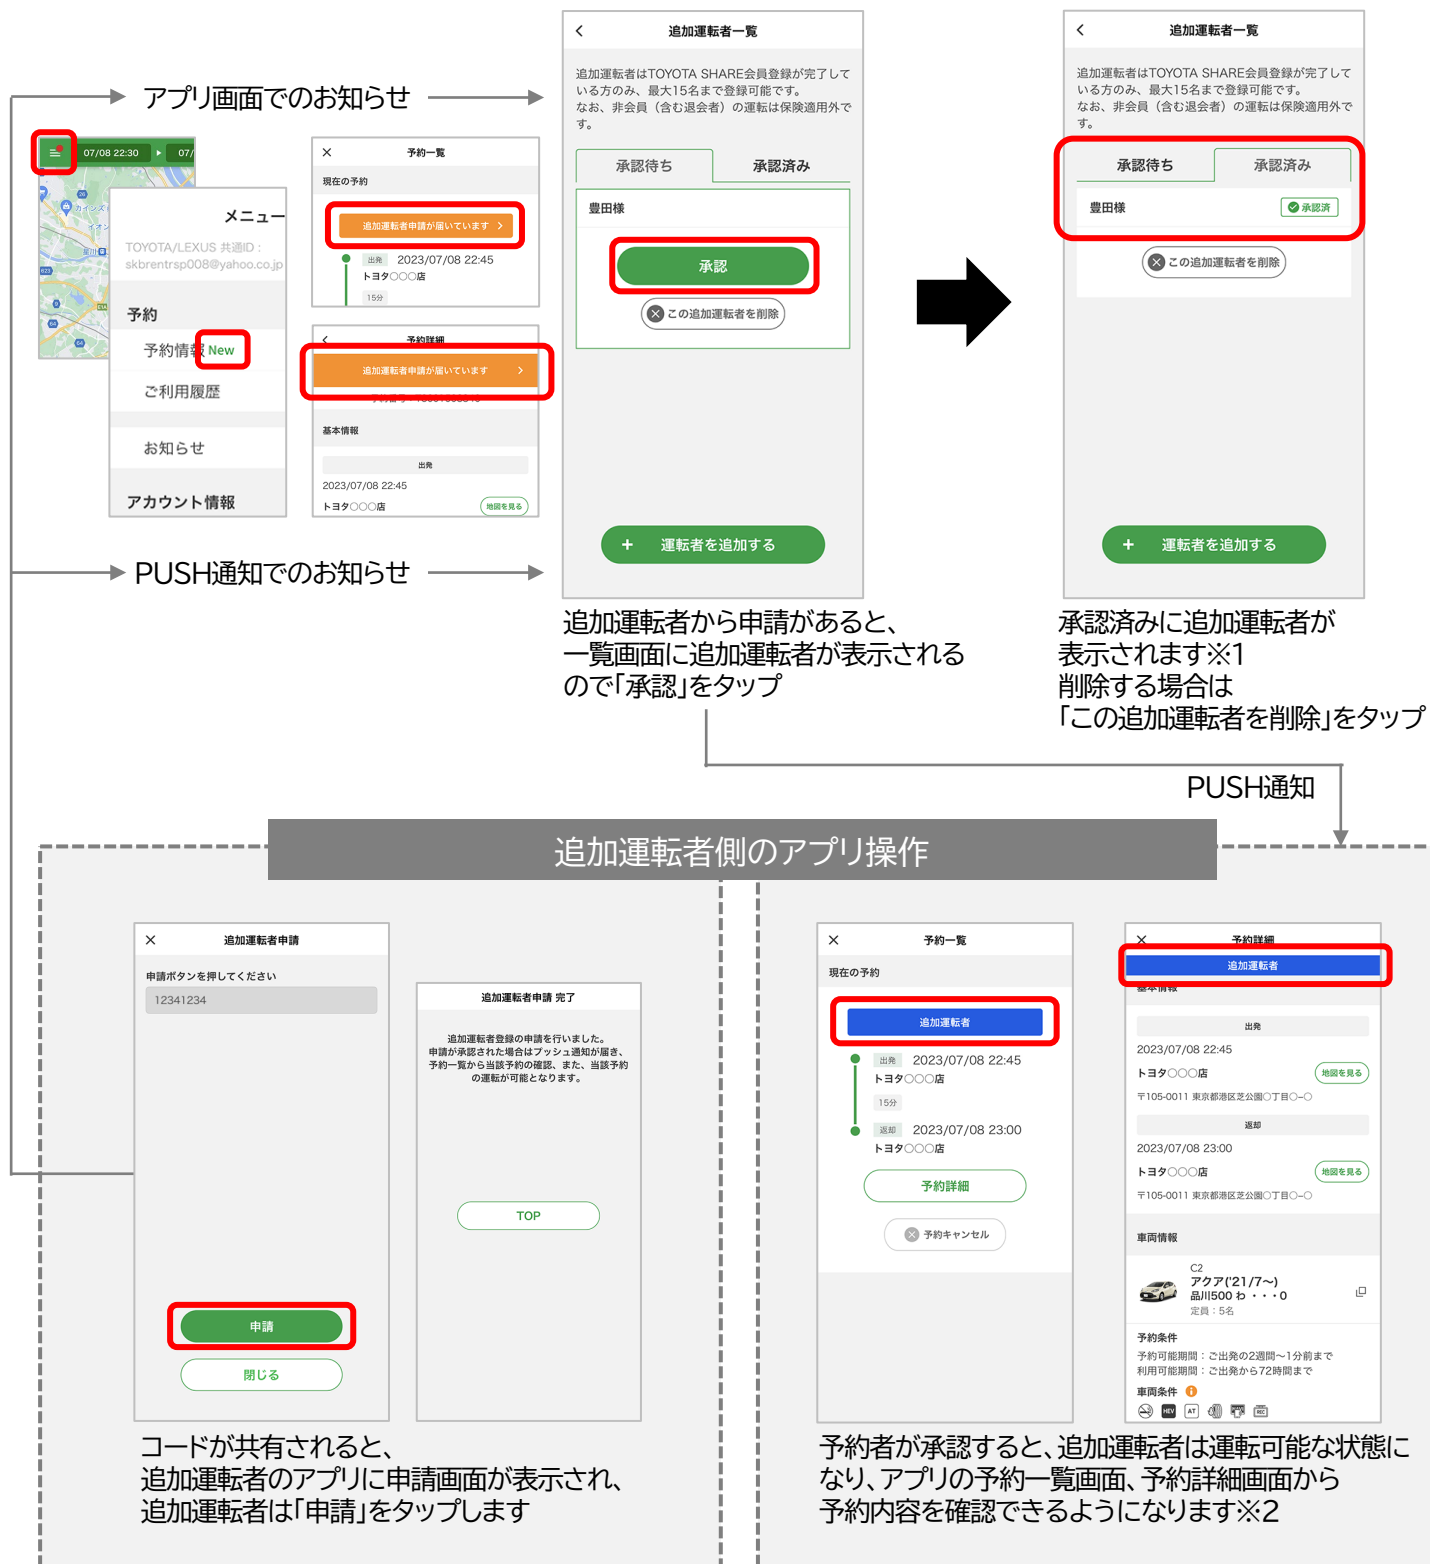 アプリ画面でのお知らせ
07/08 22:30
07/
メニュー
TOYOTA/LEXUS 共通ID：
skbrentrsp008@yahoo.co.jp
予約
予約情報 New
ご利用履歴
お知らせ
アカウント情報
予約一覧
現在の予約
追加運転者申請が届いています
出発 2023/07/08 22:45
トヨタ○○○店
15分
予約詳細
追加運転者申請が届いています
基本情報
出発
2023/07/08 22:45
トヨタ○○○店
地図を見る
PUSH通知でのお知らせ
追加運転者一覧
追加運転者はTOYOTA SHARE会員登録が完了して
いる方のみ、最大15名まで登録可能です。
なお、非会員（含む退会者）の運転は保険適用外で
す。
承認待ち 承認済み
豊田様
承認
この追加運転者を削除
+ 運転者を追加する
追加運転者から申請があると、
一覧画面に追加運転者が表示される
ので「承認」をタップ
追加運転者一覧
追加運転者はTOYOTA SHARE会員登録が完了して
いる方のみ、最大15名まで登録可能です。
なお、非会員（含む退会者）の運転は保険適用外で
す。
承認待ち 承認済み
豊田様 承認済
この追加運転者を削除
+ 運転者を追加する
承認済みに追加運転者が
表示されます※1
削除する場合は
「この追加運転者を削除」をタップ
PUSH通知
追加運転者側のアプリ操作
追加運転者申請
申請ボタンを押してください
12341234
申請
閉じる
追加運転者申請 完了
追加運転者登録の申請を行いました。
申請が承認された場合はプッシュ通知が届き、
予約一覧から当該予約の確認、また、当該予約
の運転が可能となります。
TOP
コードが共有されると、
追加運転者のアプリに申請画面が表示され、
追加運転者は「申請」をタップします
予約一覧
現在の予約
追加運転者
出発 2023/07/08 22:45
トヨタ○○○店
15分
返却 2023/07/08 23:00
トヨタ○○○店
予約詳細
予約キャンセル
予約詳細
追加運転者
基本情報
出発
2023/07/08 22:45
トヨタ○○○店
地図を見る
〒105-0011 東京都港区芝公園○丁目○−○
返却
2023/07/08 23:00
トヨタ○○○店
地図を見る
〒105-0011 東京都港区芝公園○丁目○−○
車両情報
C2
アクア('21/7〜)
品川500 わ ・・・0
定員：5名
予約条件
予約可能期間：ご出発の2週間〜1分前まで
利用可能期間：ご出発から72時間まで
車両条件
HEV AT REC
予約者が承認すると、追加運転者は運転可能な状態に
なり、アプリの予約一覧画面、予約詳細画面から
予約内容を確認できるようになります※2